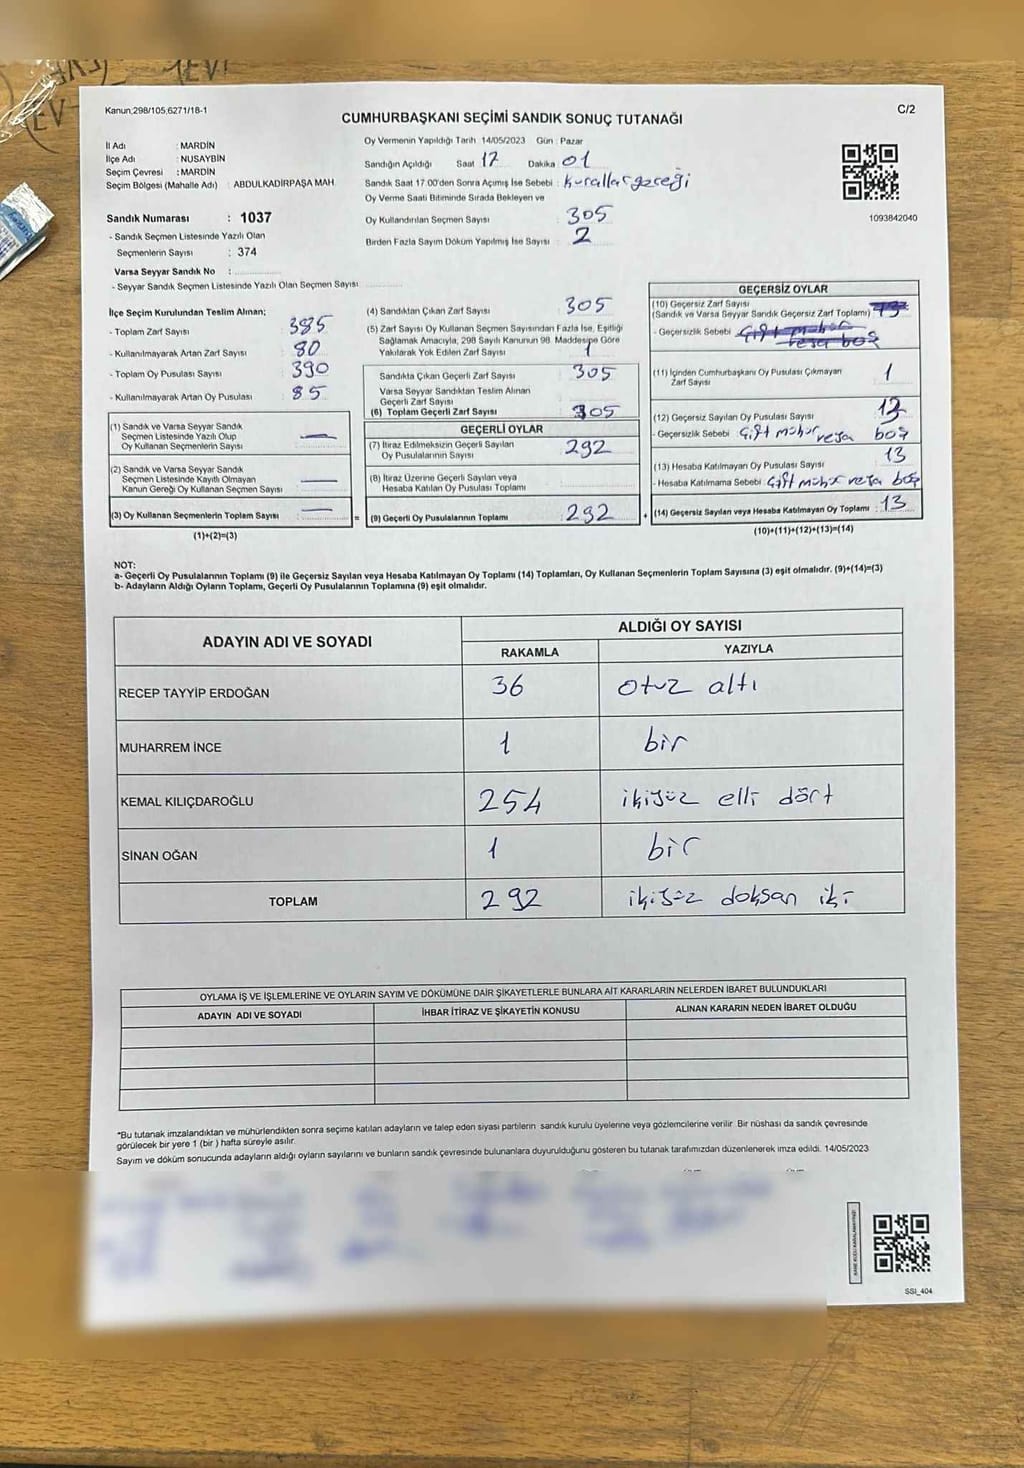 Kanun;298/105;6271/18-1
CUMHURBAŞKANI SEÇİMİ SANDIK SONUÇ TUTANAĞI
C/2
İl Adı : MARDİN
İlçe Adı : NUSAYBİN
Seçim Çevresi : MARDİN
Seçim Bölgesi (Mahalle Adı) : ABDULKADİRPAŞA MAH.
Sandık Numarası : 1037
- Sandık Seçmen Listesinde Yazılı Olan
Seçmenlerin Sayısı : 374
Varsa Seyyar Sandık No :
- Seyyar Sandık Seçmen Listesinde Yazılı Olan Seçmen Sayısı :
Oy Vermenin Yapıldığı Tarih 14/05/2023 Gün : Pazar
Sandığın Açıldığı Saat 17 Dakika 01
Sandık Saat 17.00'den Sonra Açımış İse Sebebi : Kurallar gereği
Oy Verme Saati Bitiminde Sırada Bekleyen ve
Oy Kullandırılan Seçmen Sayısı : 305
Birden Fazla Sayım Döküm Yapılmış İse Sayısı : 2
1093842040
İlçe Seçim Kurulundan Teslim Alınan;
- Toplam Zarf Sayısı : 385
- Kullanılmayarak Artan Zarf Sayısı : 80
- Toplam Oy Pusulası Sayısı : 390
- Kullanılmayarak Artan Oy Pusulası : 85
(1) Sandık ve Varsa Seyyar Sandık
Seçmen Listesinde Yazılı Olup
Oy Kullanan Seçmenlerin Sayısı : —
(2) Sandık ve Varsa Seyyar Sandık
Seçmen Listesinde Kayıtlı Olmayan
Kanun Gereği Oy Kullanan Seçmen Sayısı : —
(3) Oy Kullanan Seçmenlerin Toplam Sayısı : —
(1)+(2)=(3)
(4) Sandıktan Çıkan Zarf Sayısı : 305
(5) Zarf Sayısı Oy Kullanan Seçmen Sayısından Fazla İse, Eşitliği
Sağlamak Amacıyla, 298 Sayılı Kanunun 98. Maddesine Göre
Yakılarak Yok Edilen Zarf Sayısı : 1
Sandıkta Çıkan Geçerli Zarf Sayısı : 305
Varsa Seyyar Sandıktan Teslim Alınan
Geçerli Zarf Sayısı
(6) Toplam Geçerli Zarf Sayısı : 305
GEÇERLİ OYLAR
(7) İtiraz Edilmeksizin Geçerli Sayılan
Oy Pusulalarının Sayısı : 292
(8) İtiraz Üzerine Geçerli Sayılan veya
Hesaba Katılan Oy Pusulası Toplamı
= (9) Geçerli Oy Pusulalarının Toplamı : 292
GEÇERSİZ OYLAR
(10) Geçersiz Zarf Sayısı
(Sandık ve Varsa Seyyar Sandık Geçersiz Zarf Toplamı) : 13
- Geçersizlik Sebebi : Çift mühür
veya boş
(11) İçinden Cumhurbaşkanı Oy Pusulası Çıkmayan
Zarf Sayısı : 1
(12) Geçersiz Sayılan Oy Pusulası Sayısı : 13
- Geçersizlik Sebebi : Çift mühür veya boş
(13) Hesaba Katılmayan Oy Pusulası Sayısı : 13
- Hesaba Katılmama Sebebi : Çift mühür veya boş
+ (14) Geçersiz Sayılan veya Hesaba Katılmayan Oy Toplamı : 13
(10)+(11)+(12)+(13)=(14)
NOT:
a- Geçerli Oy Pusulalarının Toplamı (9) ile Geçersiz Sayılan veya Hesaba Katılmayan Oy Toplamı (14) Toplamları, Oy Kullanan Seçmenlerin Toplam Sayısına (3) eşit olmalıdır. (9)+(14)=(3)
b- Adayların Aldığı Oyların Toplamı, Geçerli Oy Pusulalarının Toplamına (9) eşit olmalıdır.
ADAYIN ADI VE SOYADI
ALDIĞI OY SAYISI
RAKAMLA YAZIYLA
RECEP TAYYİP ERDOĞAN 36 otuz altı
MUHARREM İNCE 1 bir
KEMAL KILIÇDAROĞLU 254 ikiyüz elli dört
SİNAN OĞAN 1 bir
TOPLAM 292 ikiyüz doksan iki
OYLAMA İŞ VE İŞLEMLERİNE VE OYLARIN SAYIM VE DÖKÜMÜNE DAİR ŞİKAYETLERLE BUNLARA AİT KARARLARIN NELERDEN İBARET BULUNDUKLARI
ADAYIN ADI VE SOYADI İHBAR İTİRAZ VE ŞİKAYETİN KONUSU ALINAN KARARIN NEDEN İBARET OLDUĞU
*Bu tutanak imzalandıktan ve mühürlendikten sonra seçime katılan adayların ve talep eden siyasi partilerin sandık kurulu üyelerine veya gözlemcilerine verilir. Bir nüshası da sandık çevresinde
görülecek bir yere 1 (bir ) hafta süreyle asılır.
Sayım ve döküm sonucunda adayların aldığı oyların sayılarını ve bunların sandık çevresinde bulunanlara duyurulduğunu gösteren bu tutanak tarafımızdan düzenlenerek imza edildi. 14/05/2023
SSI_404